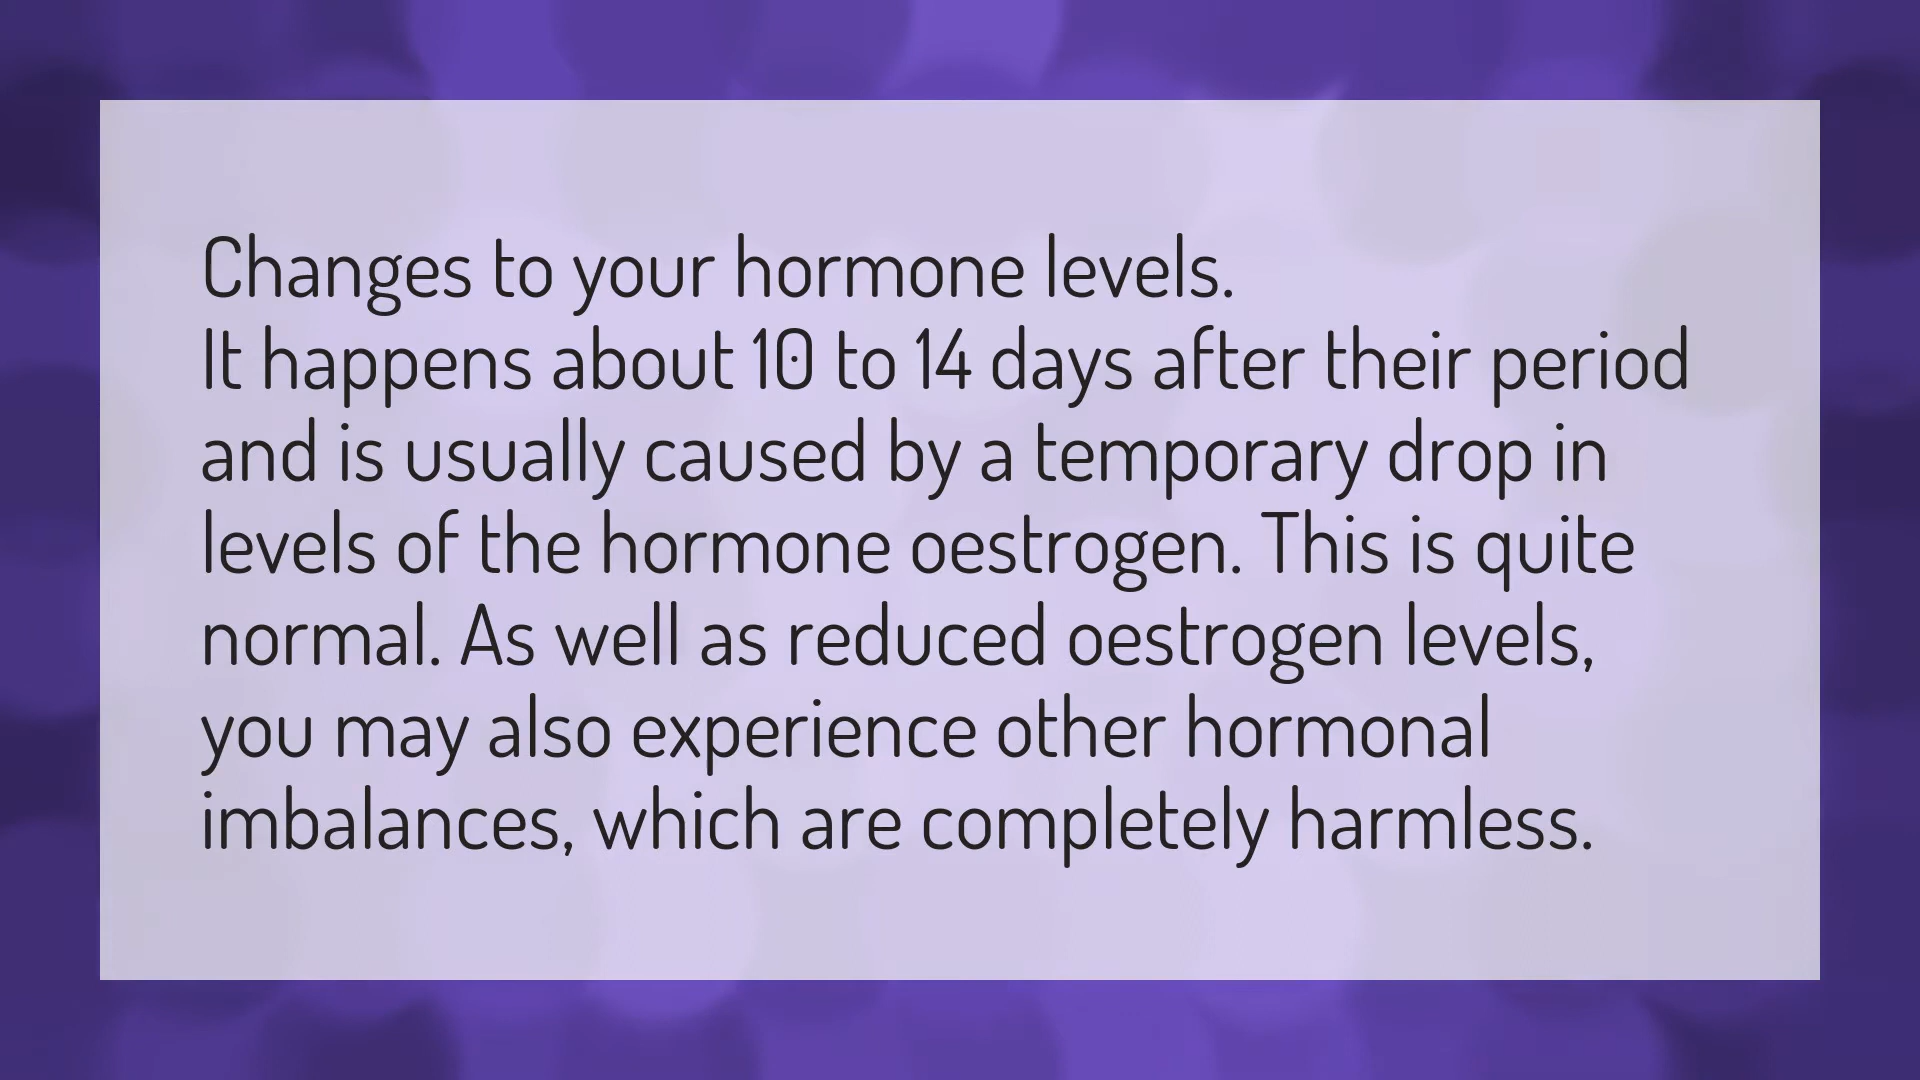 Changes to your hormone levels.
It happens about 10 to 14 days after their period
and is usually caused by a temporary drop in
levels of the hormone oestrogen. This is quite
normal. As well as reduced oestrogen levels,
you may also experience other hormonal
imbalances, which are completely harmless.